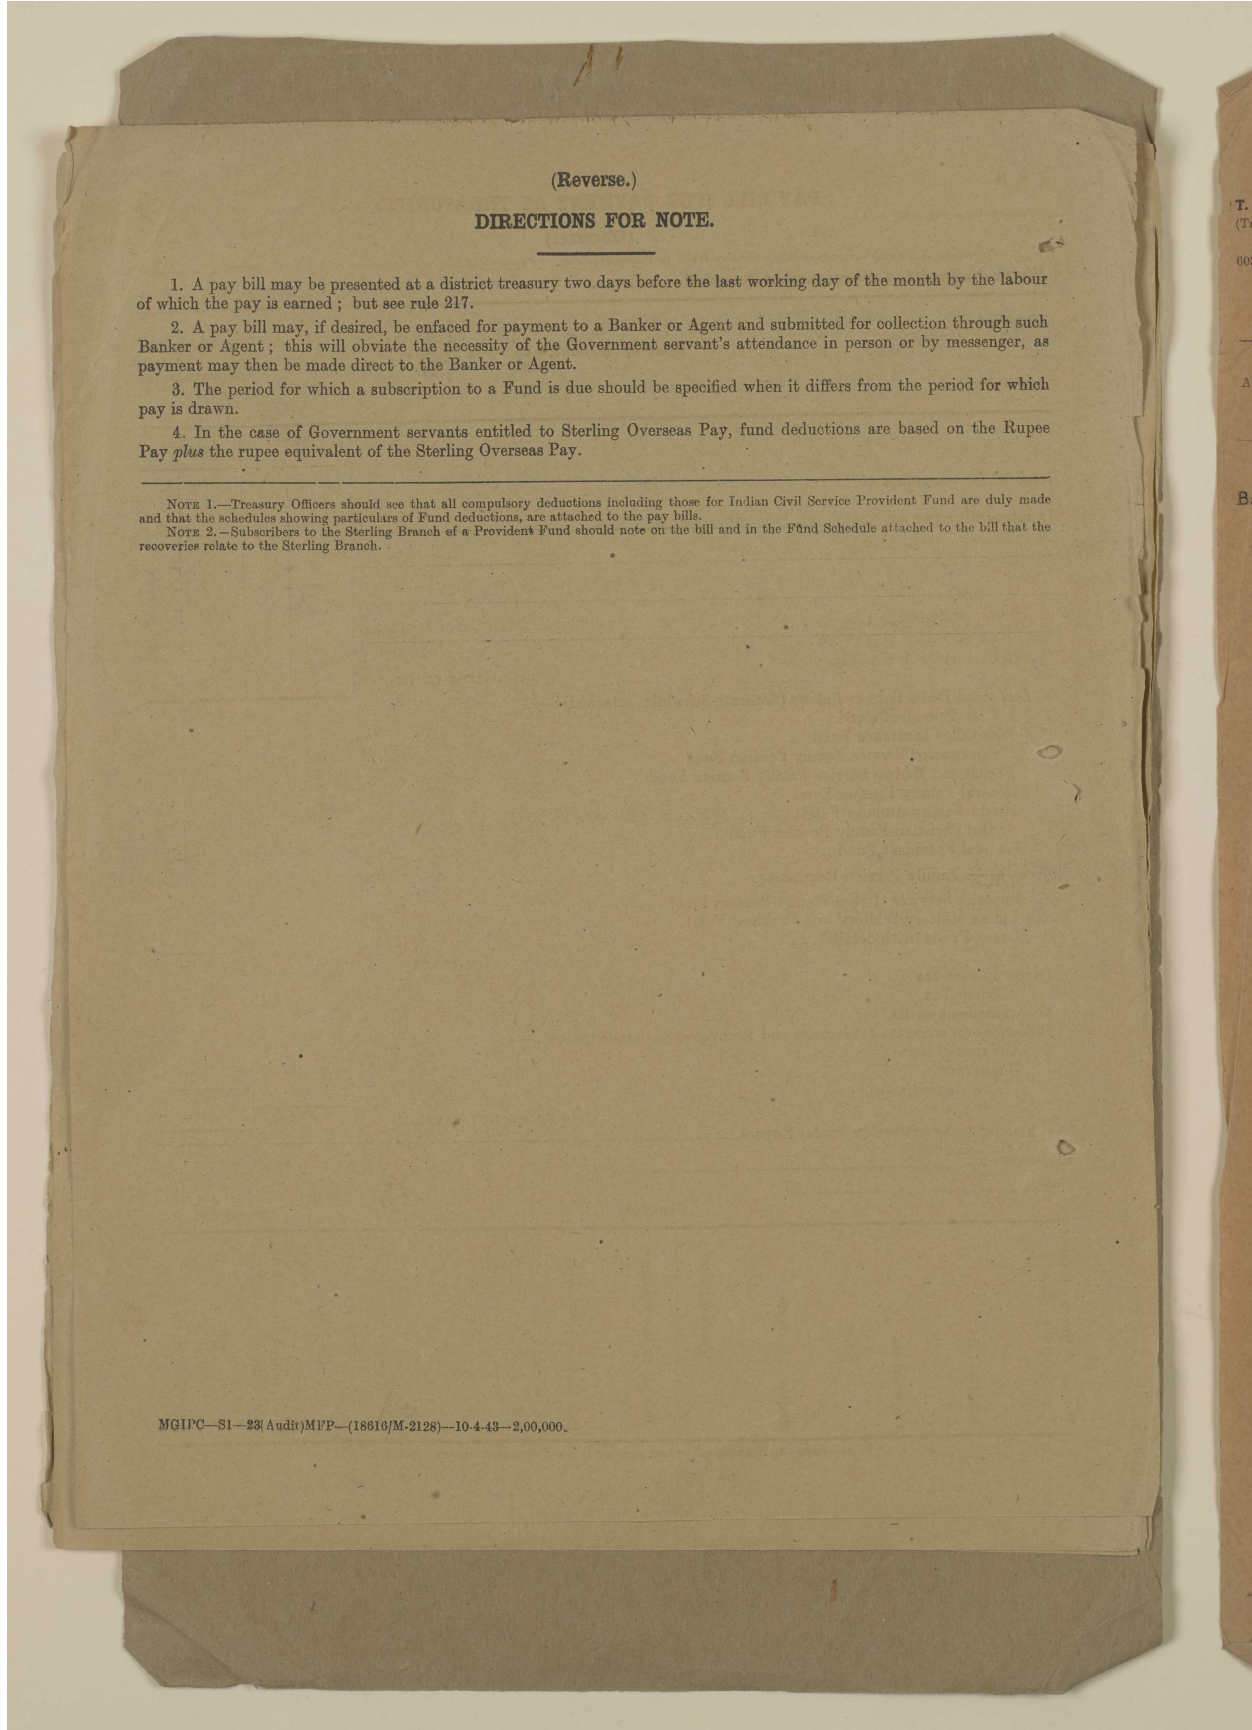 (Reverse.)
DIRECTIONS FOR NOTE.
1. A pay bill may be presented at a district treasury two days before the last working day of the month by the labour
of which the pay is earned ; but see rule 217.
2. A pay bill may, if desired, be enfaced for payment to a Banker or Agent and submitted for collection through such
Banker or Agent ; this will obviate the necessity of the Government servant's attendance in person or by messenger, as
payment may then be made direct to the Banker or Agent.
3. The period for which a subscription to a Fund is due should be specified when it differs from the period for which
pay is drawn.
4. In the case of Government servants entitled to Sterling Overseas Pay, fund deductions are based on the Rupee
Pay plus the rupee equivalent of the Sterling Overseas Pay.
NOTE 1.—Treasury Officers should see that all compulsory deductions including those for Indian Civil Service Provident Fund are duly made
and that the schedules showing particulars of Fund deductions, are attached to the pay bills.
NOTE 2.—Subscribers to the Sterling Branch of a Provident Fund should note on the bill and in the Fund Schedule attached to the bill that the
recoveries relate to the Sterling Branch.
MGIPC—S1—23(Audit)MFP—(18616/M-2128)—10-4-43—2,00,000.
T.